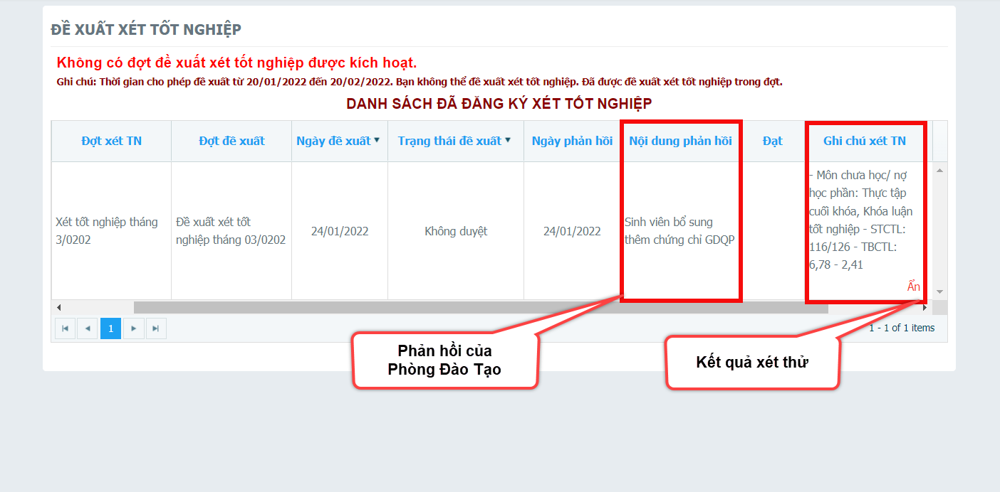 ĐỀ XUẤT XÉT TỐT NGHIỆP
Không có đợt đề xuất xét tốt nghiệp được kích hoạt.
Ghi chú: Thời gian cho phép đề xuất từ 20/01/2022 đến 20/02/2022. Bạn không thể đề xuất xét tốt nghiệp. Đã được đề xuất xét tốt nghiệp trong đợt.
DANH SÁCH ĐÃ ĐĂNG KÝ XÉT TỐT NGHIỆP
Đợt xét TN
Đợt đề xuất
Ngày đề xuất
Trạng thái đề xuất
Ngày phản hồi
Nội dung phản hồi
Đạt
Ghi chú xét TN
Xét tốt nghiệp tháng
3/0202
Đề xuất xét tốt
nghiệp tháng 03/0202
24/01/2022
Không duyệt
24/01/2022
Sinh viên bổ sung
thêm chứng chỉ GDQP
- Môn chưa học/ nợ
học phần: Thực tập
cuối khóa, Khóa luận
tốt nghiệp - STCTL:
116/126 - TBCTL:
6,78 - 2,41
Ẩn
1
1 - 1 of 1 items
Phản hồi của
Phòng Đào Tạo
Kết quả xét thử